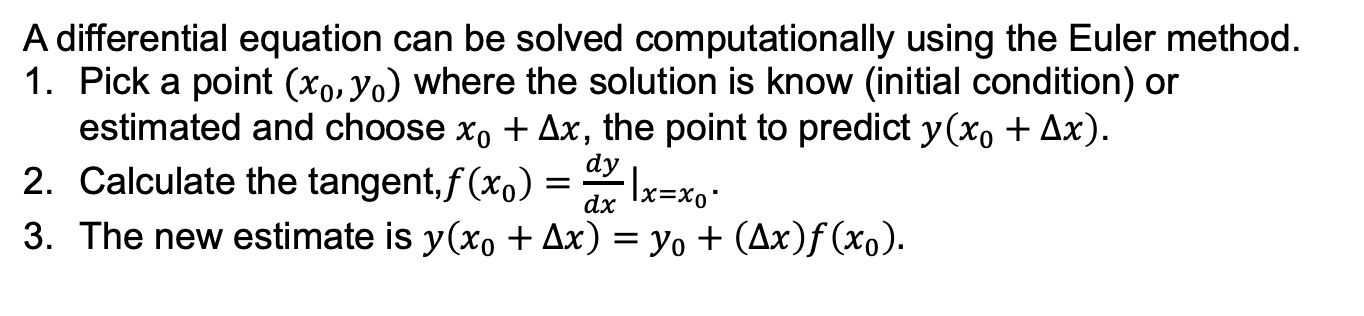 A differential equation can be solved computationally using the Euler method.
1. Pick a point (x₀, y₀) where the solution is know (initial condition) or
estimated and choose x₀ + Δx, the point to predict y(x₀ + Δx).
2. Calculate the tangent,f(x₀) = dy/dx |x=x₀.
3. The new estimate is y(x₀ + Δx) = y₀ + (Δx)f(x₀).